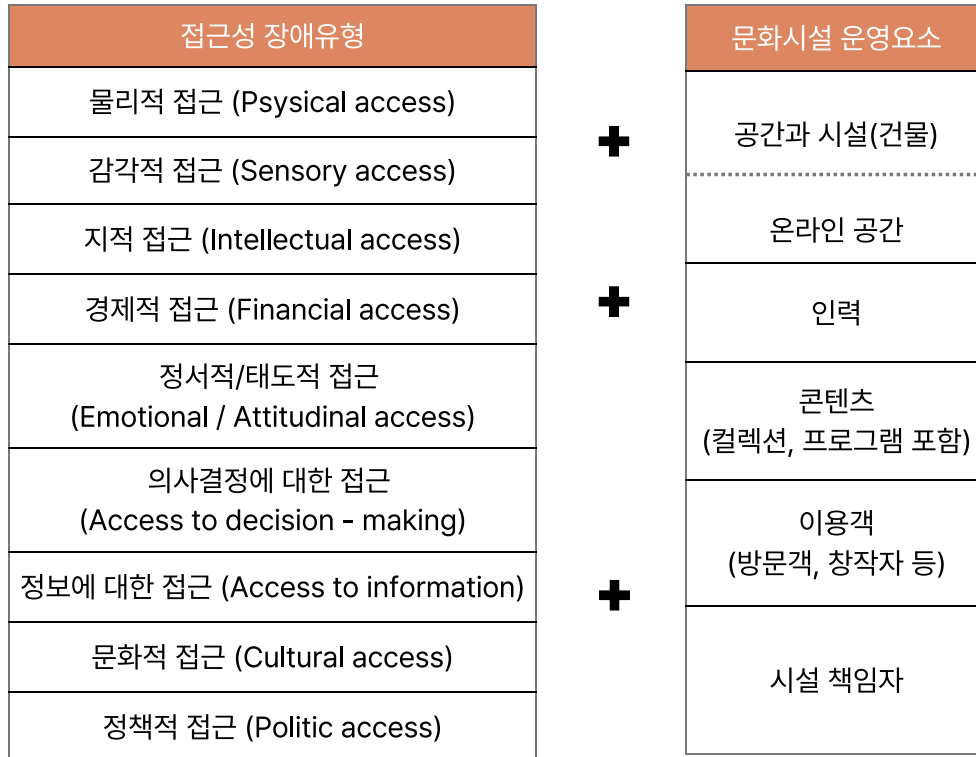 접근성 장애유형
물리적 접근 (Psysical access)
감각적 접근 (Sensory access)
지적 접근 (Intellectual access)
경제적 접근 (Financial access)
정서적/태도적 접근
(Emotional / Attitudinal access)
의사결정에 대한 접근
(Access to decision - making)
정보에 대한 접근 (Access to information)
문화적 접근 (Cultural access)
정책적 접근 (Politic access)
문화시설 운영요소
공간과 시설(건물)
온라인 공간
인력
콘텐츠
(컬렉션, 프로그램 포함)
이용객
(방문객, 창작자 등)
시설 책임자